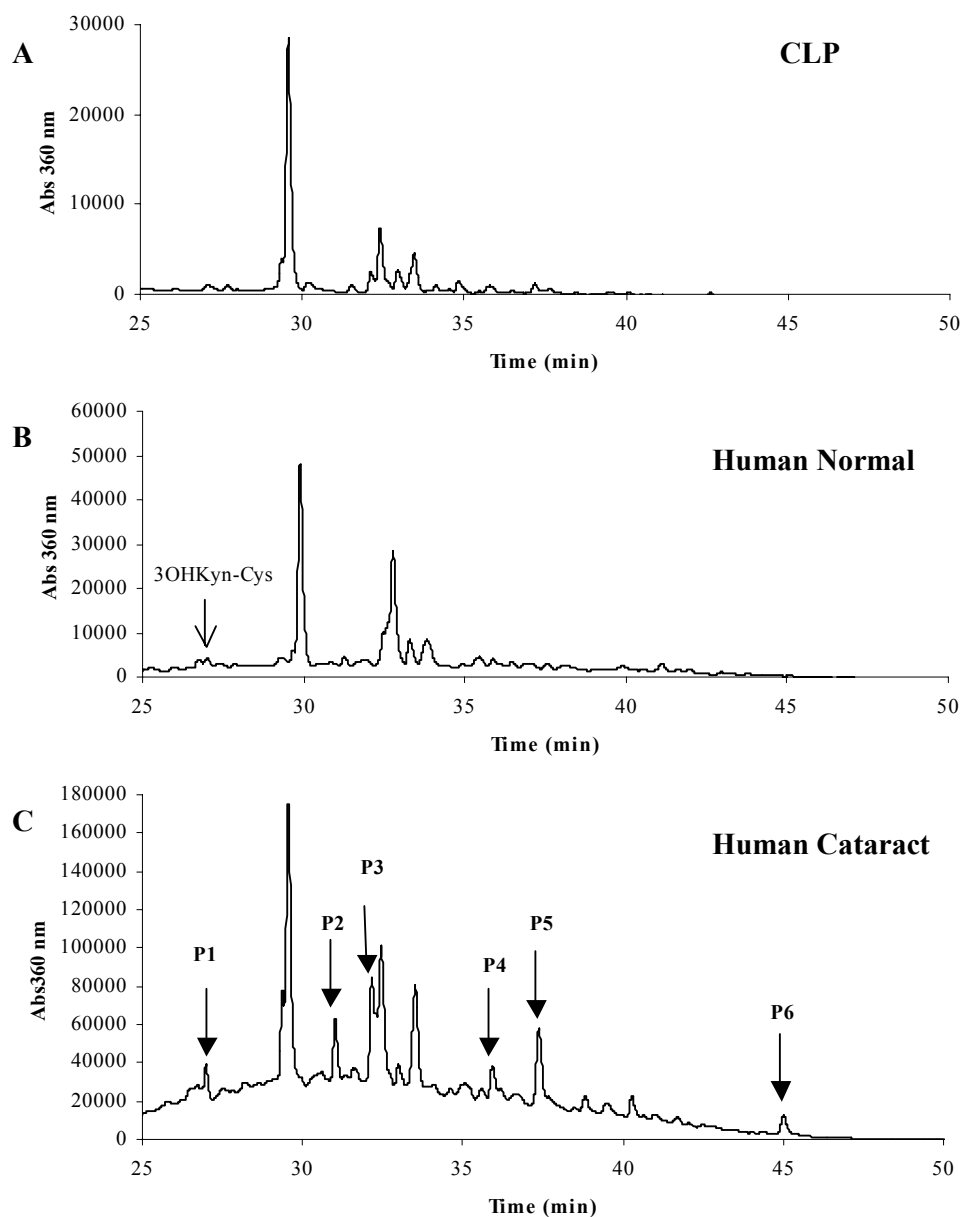 A
CLP
Abs 360 nm
30000
20000
10000
0
25 30 35 40 45 50
Time (min)
B
Human Normal
Abs 360 nm
60000
50000
40000
30000
20000
10000
0
3OHKyn-Cys
25 30 35 40 45 50
Time (min)
C
Human Cataract
Abs360 nm
180000
160000
140000
120000
100000
80000
60000
40000
20000
0
P1
P2
P3
P4
P5
P6
25 30 35 40 45 50
Time (min)